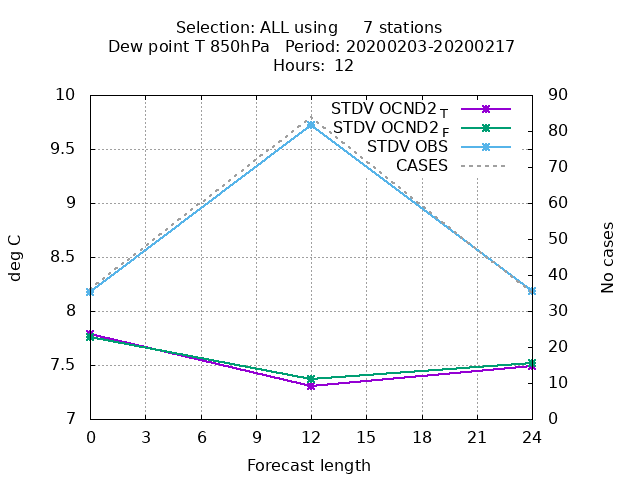 Selection: ALL using 7 stations
Dew point T 850hPa Period: 20200203-20200217
Hours: 12
10
9.5
9
8.5
8
7.5
7
90
80
70
60
50
40
30
20
10
0
0 3 6 9 12 15 18 21 24
deg C
No cases
Forecast length
STDV OCND2_T
STDV OCND2_F
STDV OBS
CASES